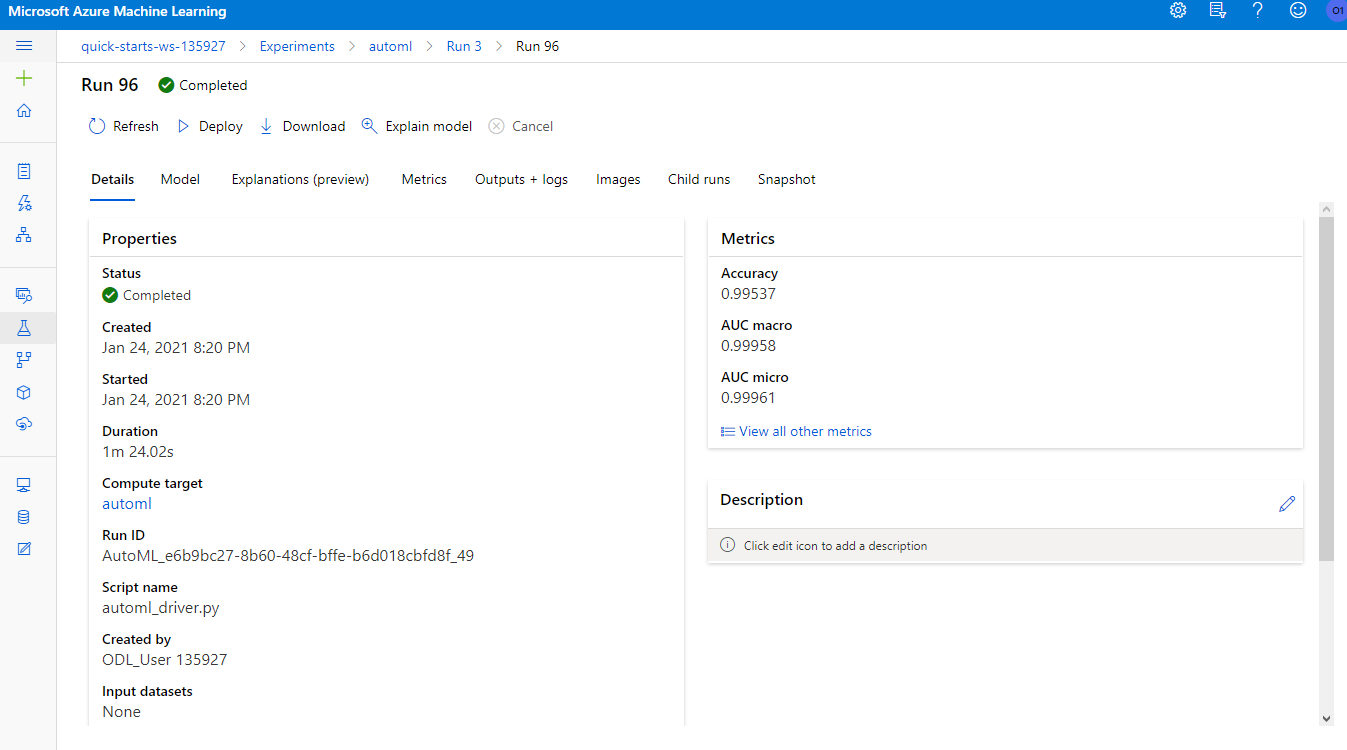 Microsoft Azure Machine Learning
O1
quick-starts-ws-135927 > Experiments > automl > Run 3 > Run 96
Run 96 Completed
Refresh Deploy Download Explain model Cancel
Details Model Explanations (preview) Metrics Outputs + logs Images Child runs Snapshot
Properties
Status
Completed
Created
Jan 24, 2021 8:20 PM
Started
Jan 24, 2021 8:20 PM
Duration
1m 24.02s
Compute target
automl
Run ID
AutoML_e6b9bc27-8b60-48cf-bffe-b6d018cbfd8f_49
Script name
automl_driver.py
Created by
ODL_User 135927
Input datasets
None
Metrics
Accuracy
0.99537
AUC macro
0.99958
AUC micro
0.99961
View all other metrics
Description
Click edit icon to add a description